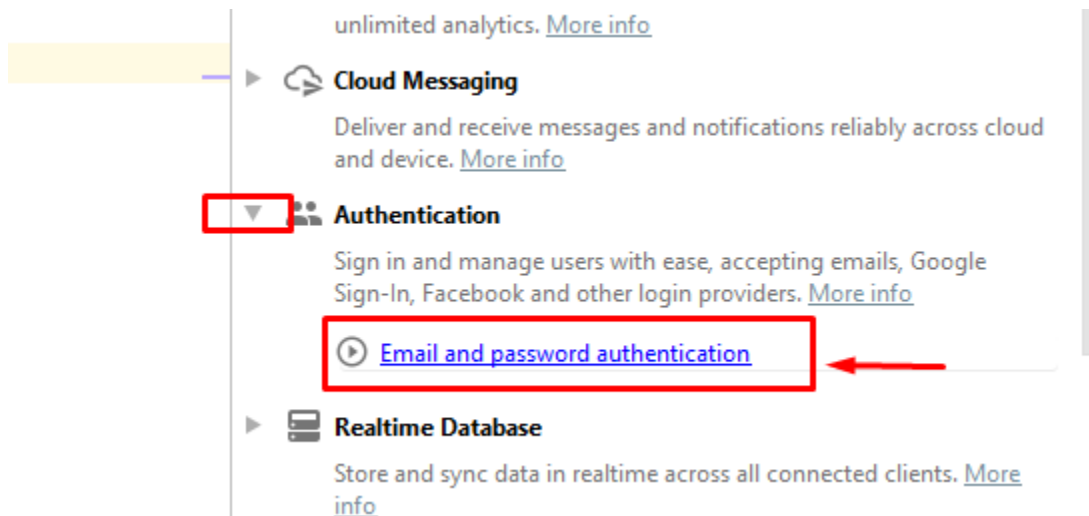 unlimited analytics. More info
Cloud Messaging
Deliver and receive messages and notifications reliably across cloud
and device. More info
Authentication
Sign in and manage users with ease, accepting emails, Google
Sign-In, Facebook and other login providers. More info
Email and password authentication
Realtime Database
Store and sync data in realtime across all connected clients. More
info